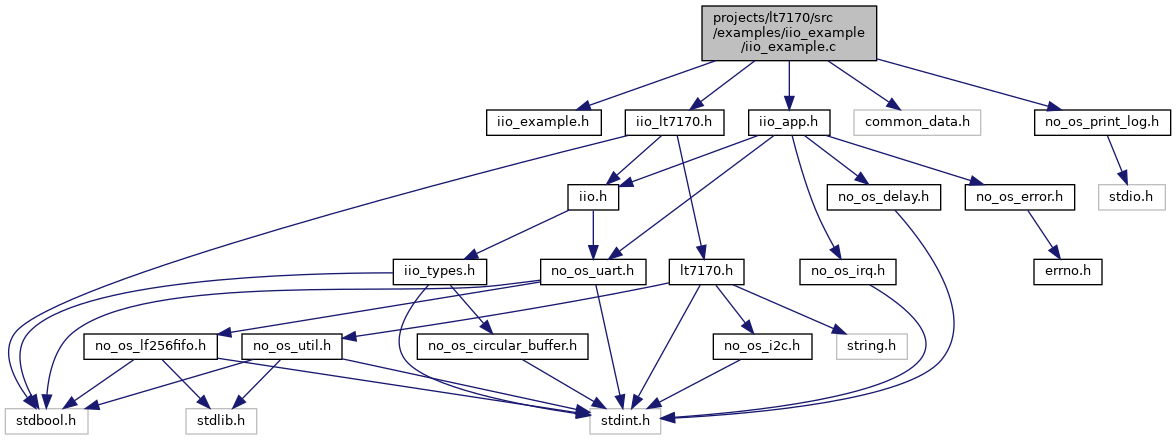 projects/lt7170/src
/examples/iio_example
/iio_example.c
iio_example.h
iio_lt7170.h
iio_app.h
common_data.h
no_os_print_log.h
iio.h
no_os_delay.h
no_os_error.h
stdio.h
iio_types.h
no_os_uart.h
lt7170.h
no_os_irq.h
errno.h
no_os_lf256fifo.h
no_os_util.h
no_os_circular_buffer.h
no_os_i2c.h
string.h
stdbool.h
stdlib.h
stdint.h